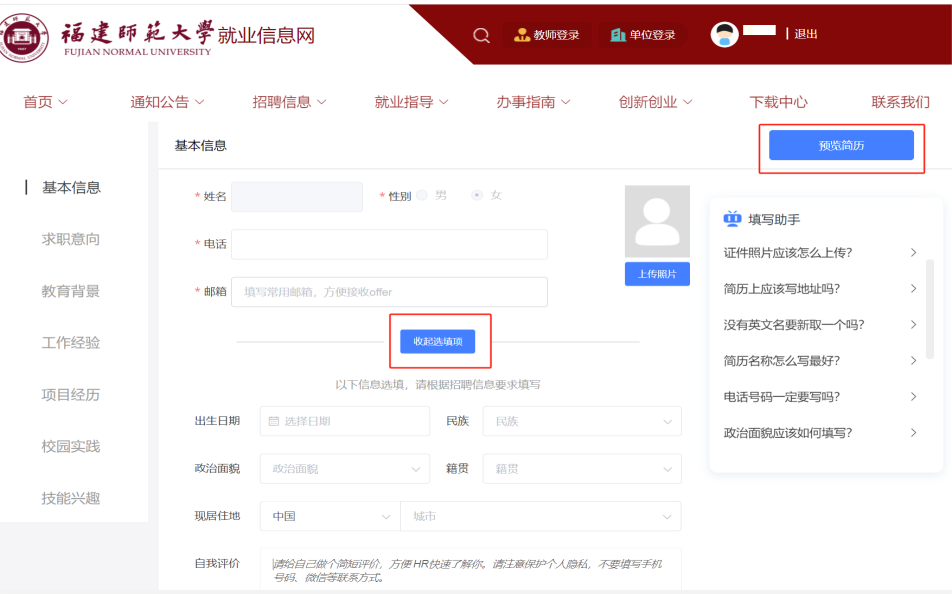 福建师范大學 就业信息网
FUJIAN NORMAL UNIVERSITY
教师登录 单位登录 | 退出
首页 通知公告 招聘信息 就业指导 办事指南 创新创业 下载中心 联系我们
基本信息
求职意向
教育背景
工作经验
项目经历
校园实践
技能兴趣
基本信息
预览简历
* 姓名 * 性别 男 女
* 电话
* 邮箱 填写常用邮箱，方便接收offer
上传照片
收起选填项
以下信息选填，请根据招聘信息要求填写
出生日期 选择日期 民族 民族
政治面貌 政治面貌 籍贯 籍贯
现居住地 中国 城市
自我评价 请给自己做个简短评价，方便HR快速了解你。请注意保护个人隐私，不要填写手机
号码、微信等联系方式。
填写助手
证件照片应该怎么上传?
简历上应该写地址吗?
没有英文名要新取一个吗?
简历名称怎么写最好?
电话号码一定要写吗?
政治面貌应该如何填写?